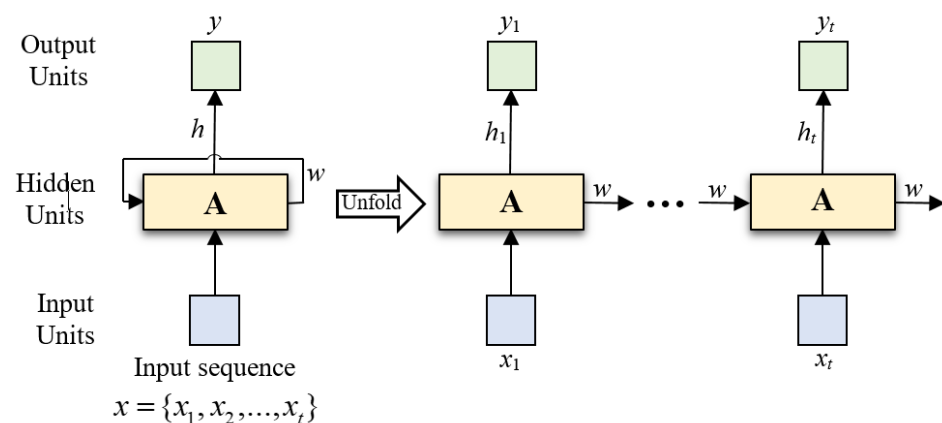 y
y₁
yₜ
Output
Units
h
h₁
hₜ
Hidden
Units
A
w
Unfold
A
w
...
w
A
w
Input
Units
x₁
xₜ
Input sequence
x = {x₁, x₂,..., xₜ}